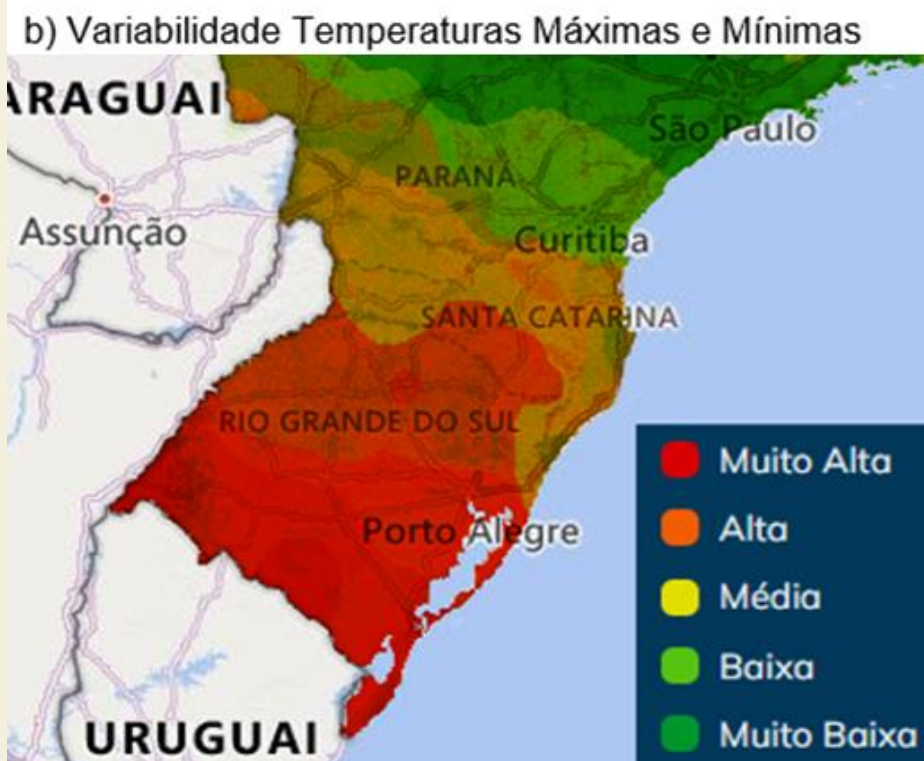 b) Variabilidade Temperaturas Máximas e Mínimas
ARAGUAI
São Paulo
PARANÁ
Assunção
Curitiba
SANTA CATARINA
RIO GRANDE DO SUL
Muito Alta
Porto Alegre
Alta
Média
Baixa
URUGUAI
Muito Baixa